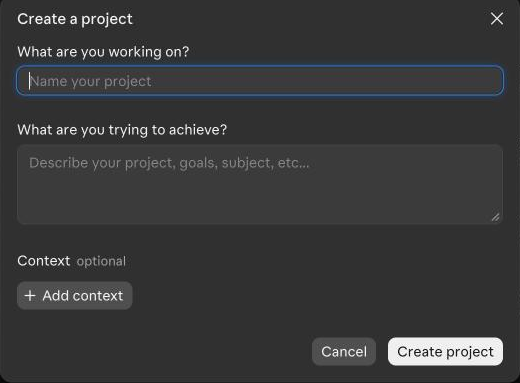 Create a project
What are you working on?
Name your project
What are you trying to achieve?
Describe your project, goals, subject, etc...
Context optional
+ Add context
Cancel Create project